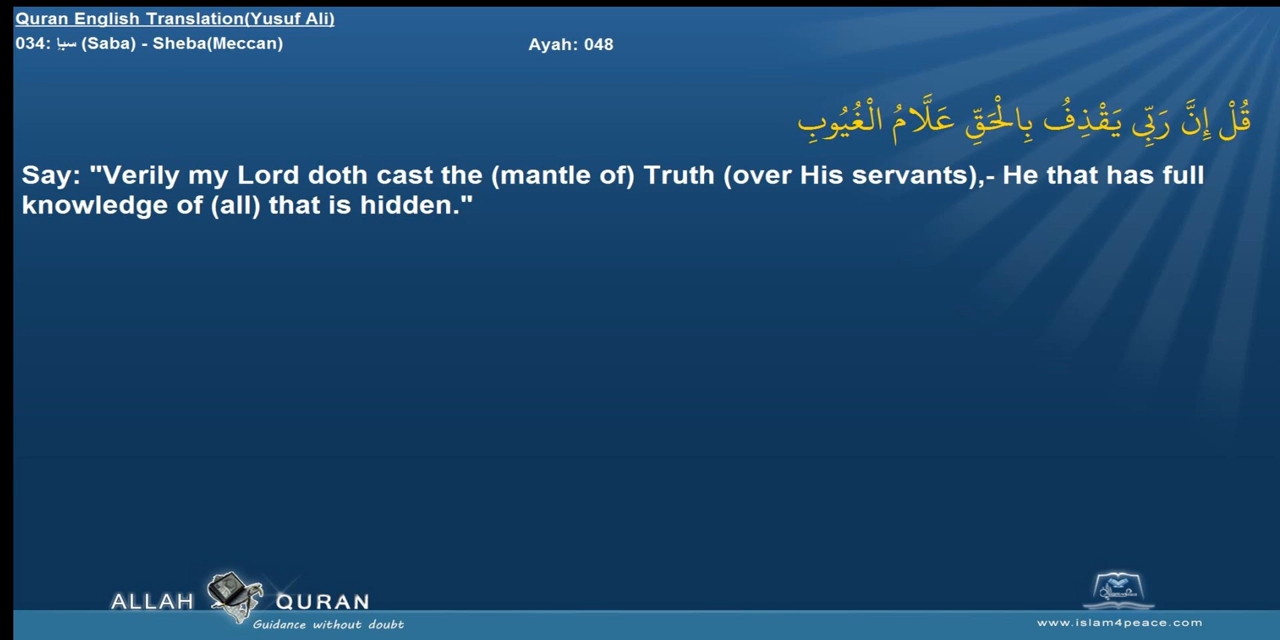 Quran English Translation(Yusuf Ali)
034: سبإ (Saba) - Sheba(Meccan) Ayah: 048
قُلْ إِنَّ رَبِّي يَقْذِفُ بِالْحَقِّ عَلَّامُ الْغُيُوبِ
Say: "Verily my Lord doth cast the (mantle of) Truth (over His servants),- He that has full
knowledge of (all) that is hidden."
ALLAH QURAN
Guidance without doubt
www.islam4peace.com